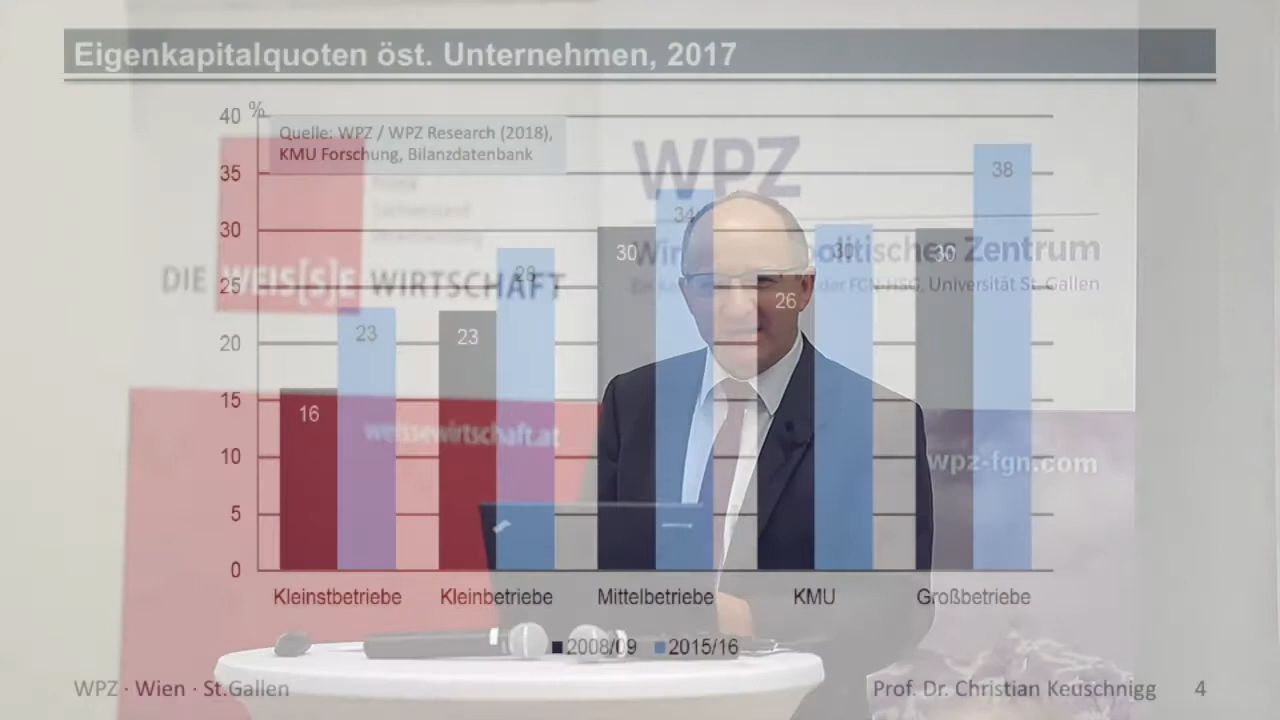 Eigenkapitalquoten öst. Unternehmen, 2017
40 %
Quelle: WPZ / WPZ Research (2018),
KMU Forschung, Bilanzdatenbank
35
30
25
20
15
10
5
0
16
23
23
28
30
34
26
30
30
38
Kleinstbetriebe
Kleinbetriebe
Mittelbetriebe
KMU
Großbetriebe
2008/09
2015/16
WPZ
Zentrum
der FGN-HSG, Universität St. Gallen
DIE WEIS[S]E WIRTSCHAFT
weissewirtschaft.at
wpz-fgn.com
WPZ · Wien · St.Gallen
Prof. Dr. Christian Keuschnigg
4